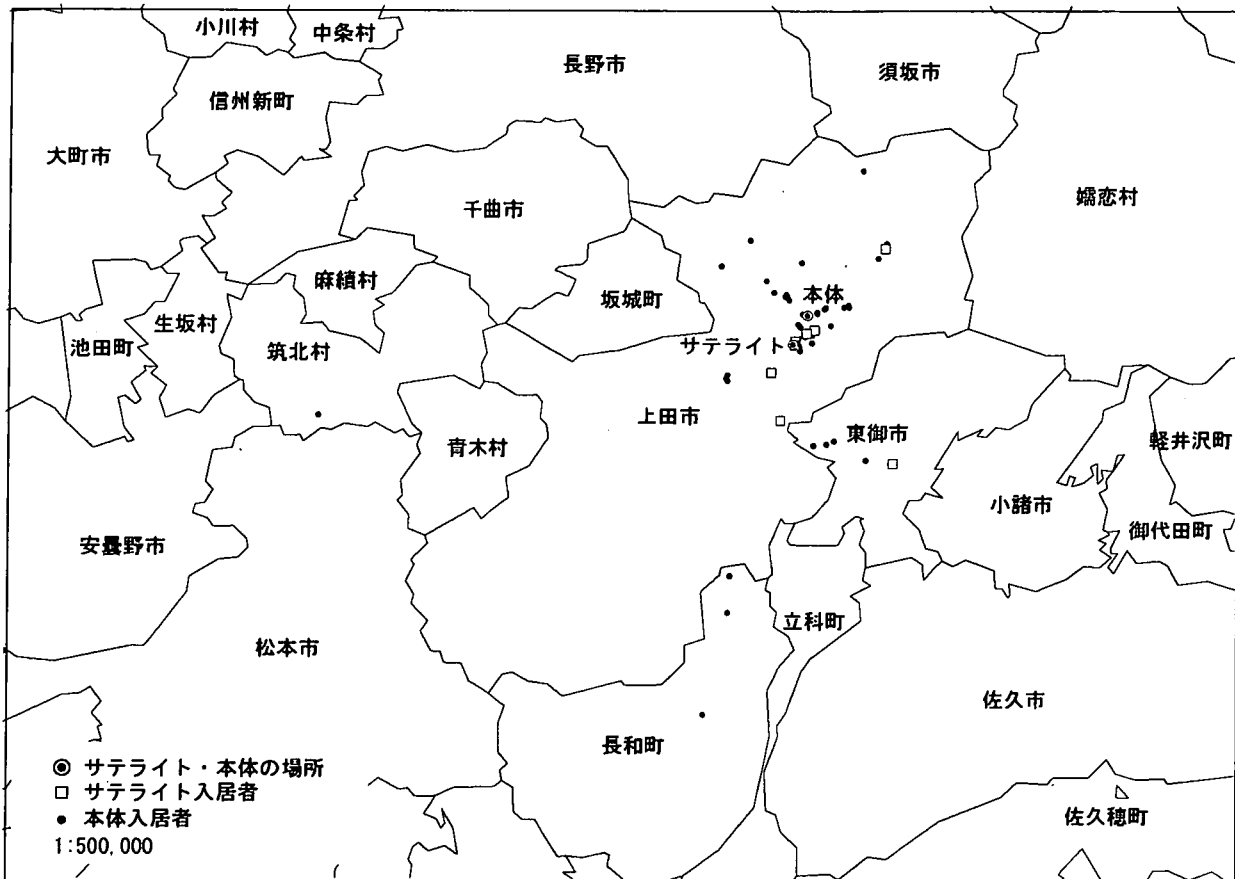 小川村
中条村
長野市
須坂市
信州新町
大町市
千曲市
嬬恋村
麻績村
坂城町
本体
生坂村
池田町
筑北村
サテライト
上田市
青木村
東御市
軽井沢町
小諸市
御代田町
安曇野市
立科町
松本市
佐久市
長和町
佐久穂町
サテライト・本体の場所
サテライト入居者
本体入居者
1:500,000